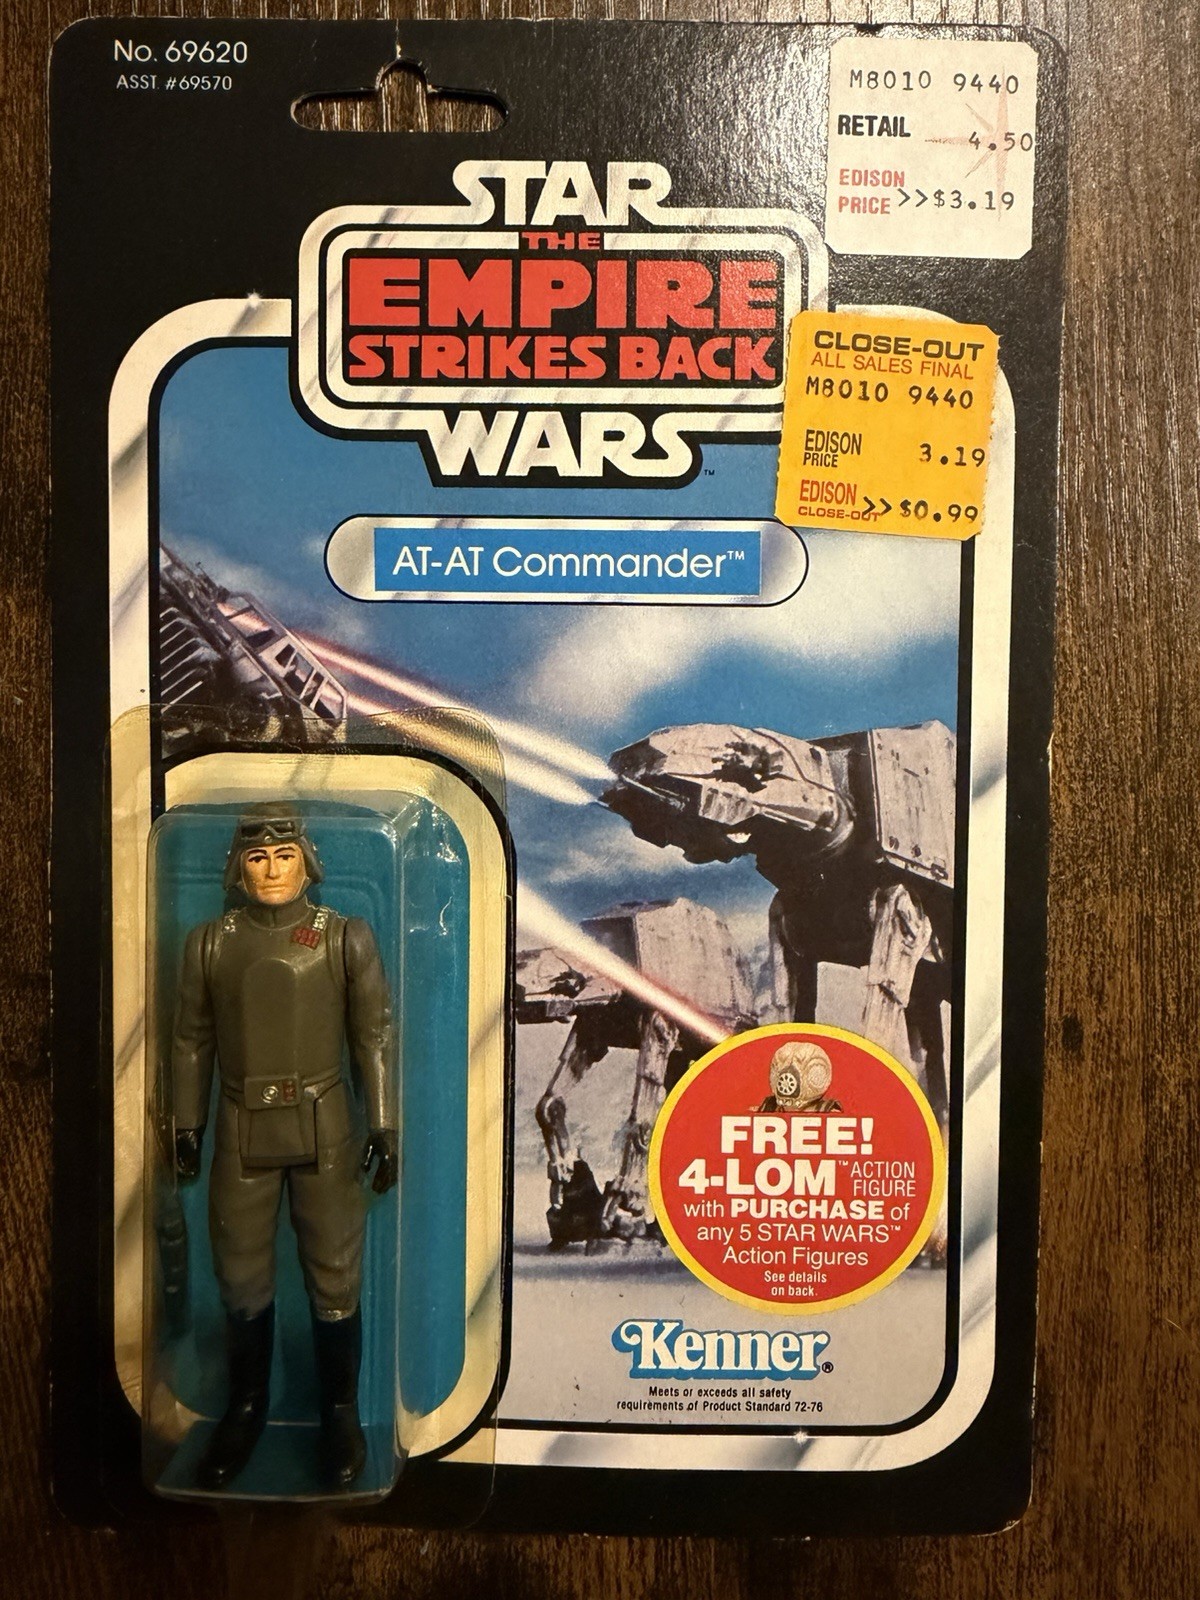 No. 69620
ASST. #69570
M8010 9440
RETAIL 4.50
EDISON
PRICE >>$3.19
STAR
THE
EMPIRE
STRIKES BACK
WARS™
CLOSE-OUT
ALL SALES FINAL
M8010 9440
EDISON
PRICE 3.19
EDISON
CLOSE-OUT >>$0.99
AT-AT Commander™
FREE!
4-LOM™ ACTION
FIGURE
with PURCHASE of
any 5 STAR WARS™
Action Figures
See details
on back.
Kenner®
Meets or exceeds all safety
requirements of Product Standard 72-76